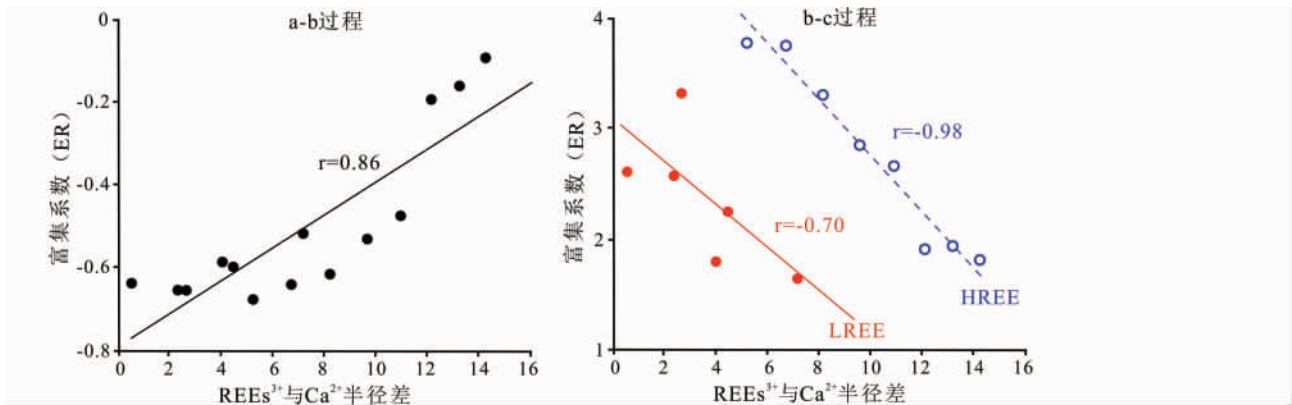 a-b过程
0
-0.2
-0.4
-0.6
-0.8
富集系数（ER）
r=0.86
0 2 4 6 8 10 12 14 16
REEs³⁺与Ca²⁺半径差
b-c过程
4
3
2
1
富集系数（ER）
r=-0.98
r=-0.70
HREE
LREE
0 2 4 6 8 10 12 14 16
REEs³⁺与Ca²⁺半径差